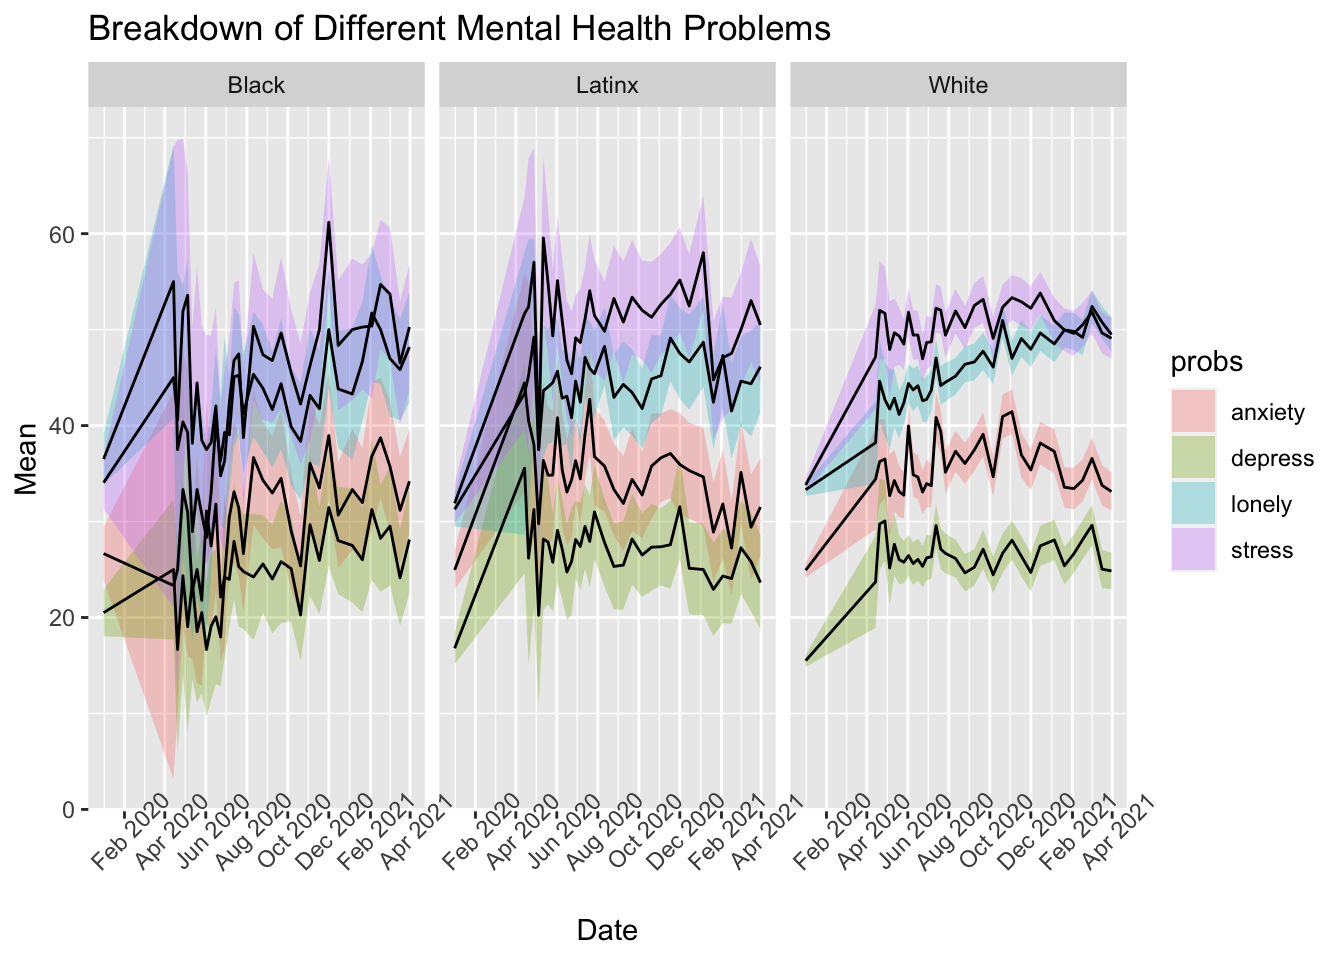 Breakdown of Different Mental Health Problems
Black
Latinx
White
Mean
60
40
20
0
Feb 2020
Apr 2020
Jun 2020
Aug 2020
Oct 2020
Dec 2020
Feb 2021
Apr 2021
Feb 2020
Apr 2020
Jun 2020
Aug 2020
Oct 2020
Dec 2020
Feb 2021
Apr 2021
Feb 2020
Apr 2020
Jun 2020
Aug 2020
Oct 2020
Dec 2020
Feb 2021
Apr 2021
Date
probs
anxiety
depress
lonely
stress